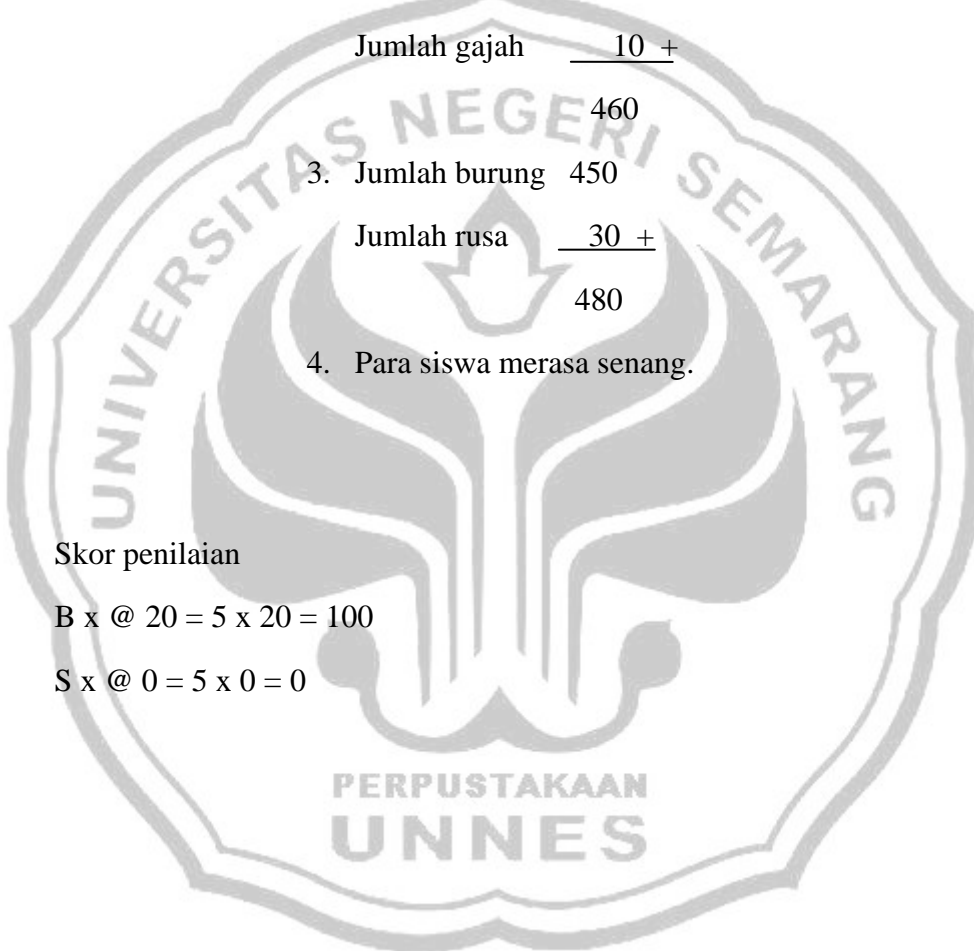 Jumlah gajah 10 +
460
3. Jumlah burung 450
Jumlah rusa 30 +
480
4. Para siswa merasa senang.
Skor penilaian
B x @ 20 = 5 x 20 = 100
S x @ 0 = 5 x 0 = 0
UNIVERSITAS NEGERI SEMARANG
PERPUSTAKAAN
UNNES